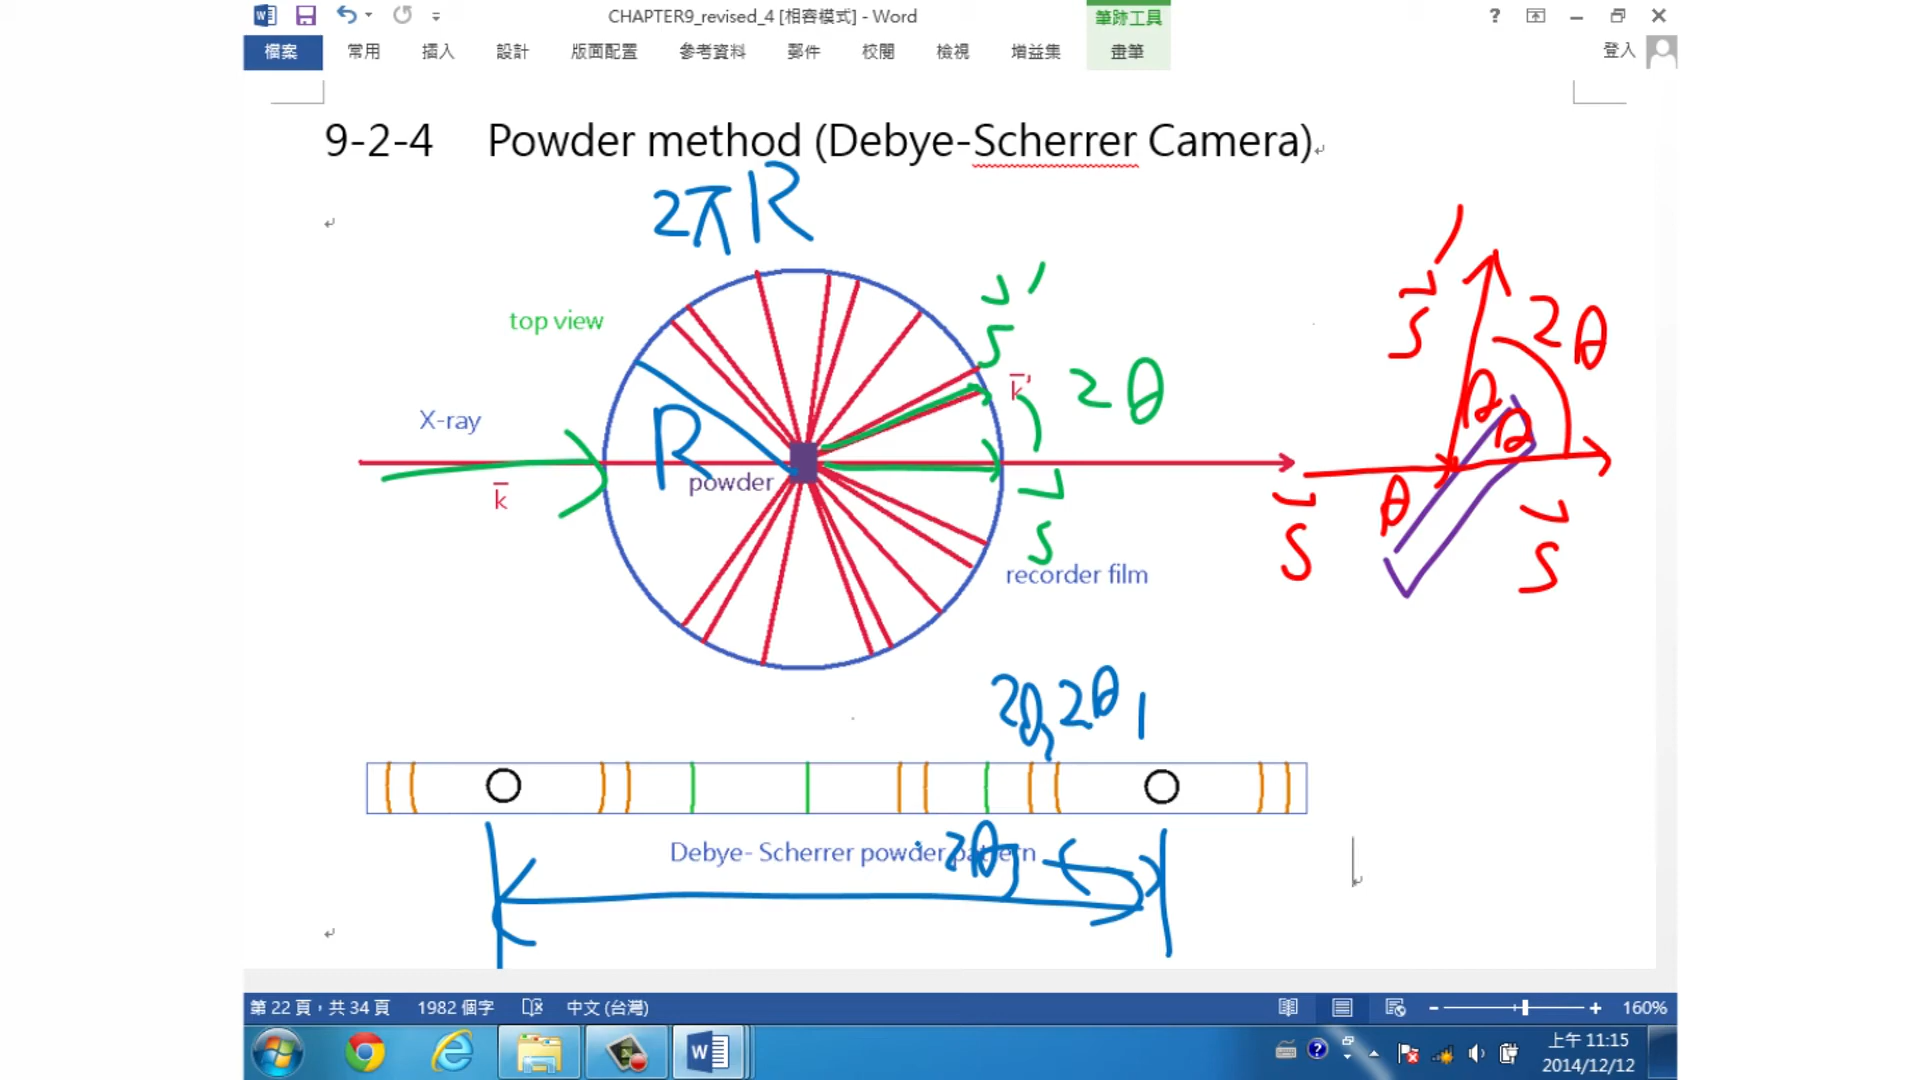 CHAPTER9_revised_4 [相容模式] - Word
筆跡工具
?
檔案 常用 插入 設計 版面配置 參考資料 郵件 校閱 檢視 增益集 畫筆
登入
9-2-4 Powder method (Debye-Scherrer Camera)
2πR
top view
X-ray
k̅
R
powder
s'
k̅'
2θ
s
recorder film
s'
2θ
θ
θ
θ
s
s
2θ₂ 2θ₁
Debye- Scherrer powder pattern
2θ₃
第 22 頁，共 34 頁 1982 個字 中文 (台灣)
160%
上午 11:15
2014/12/12